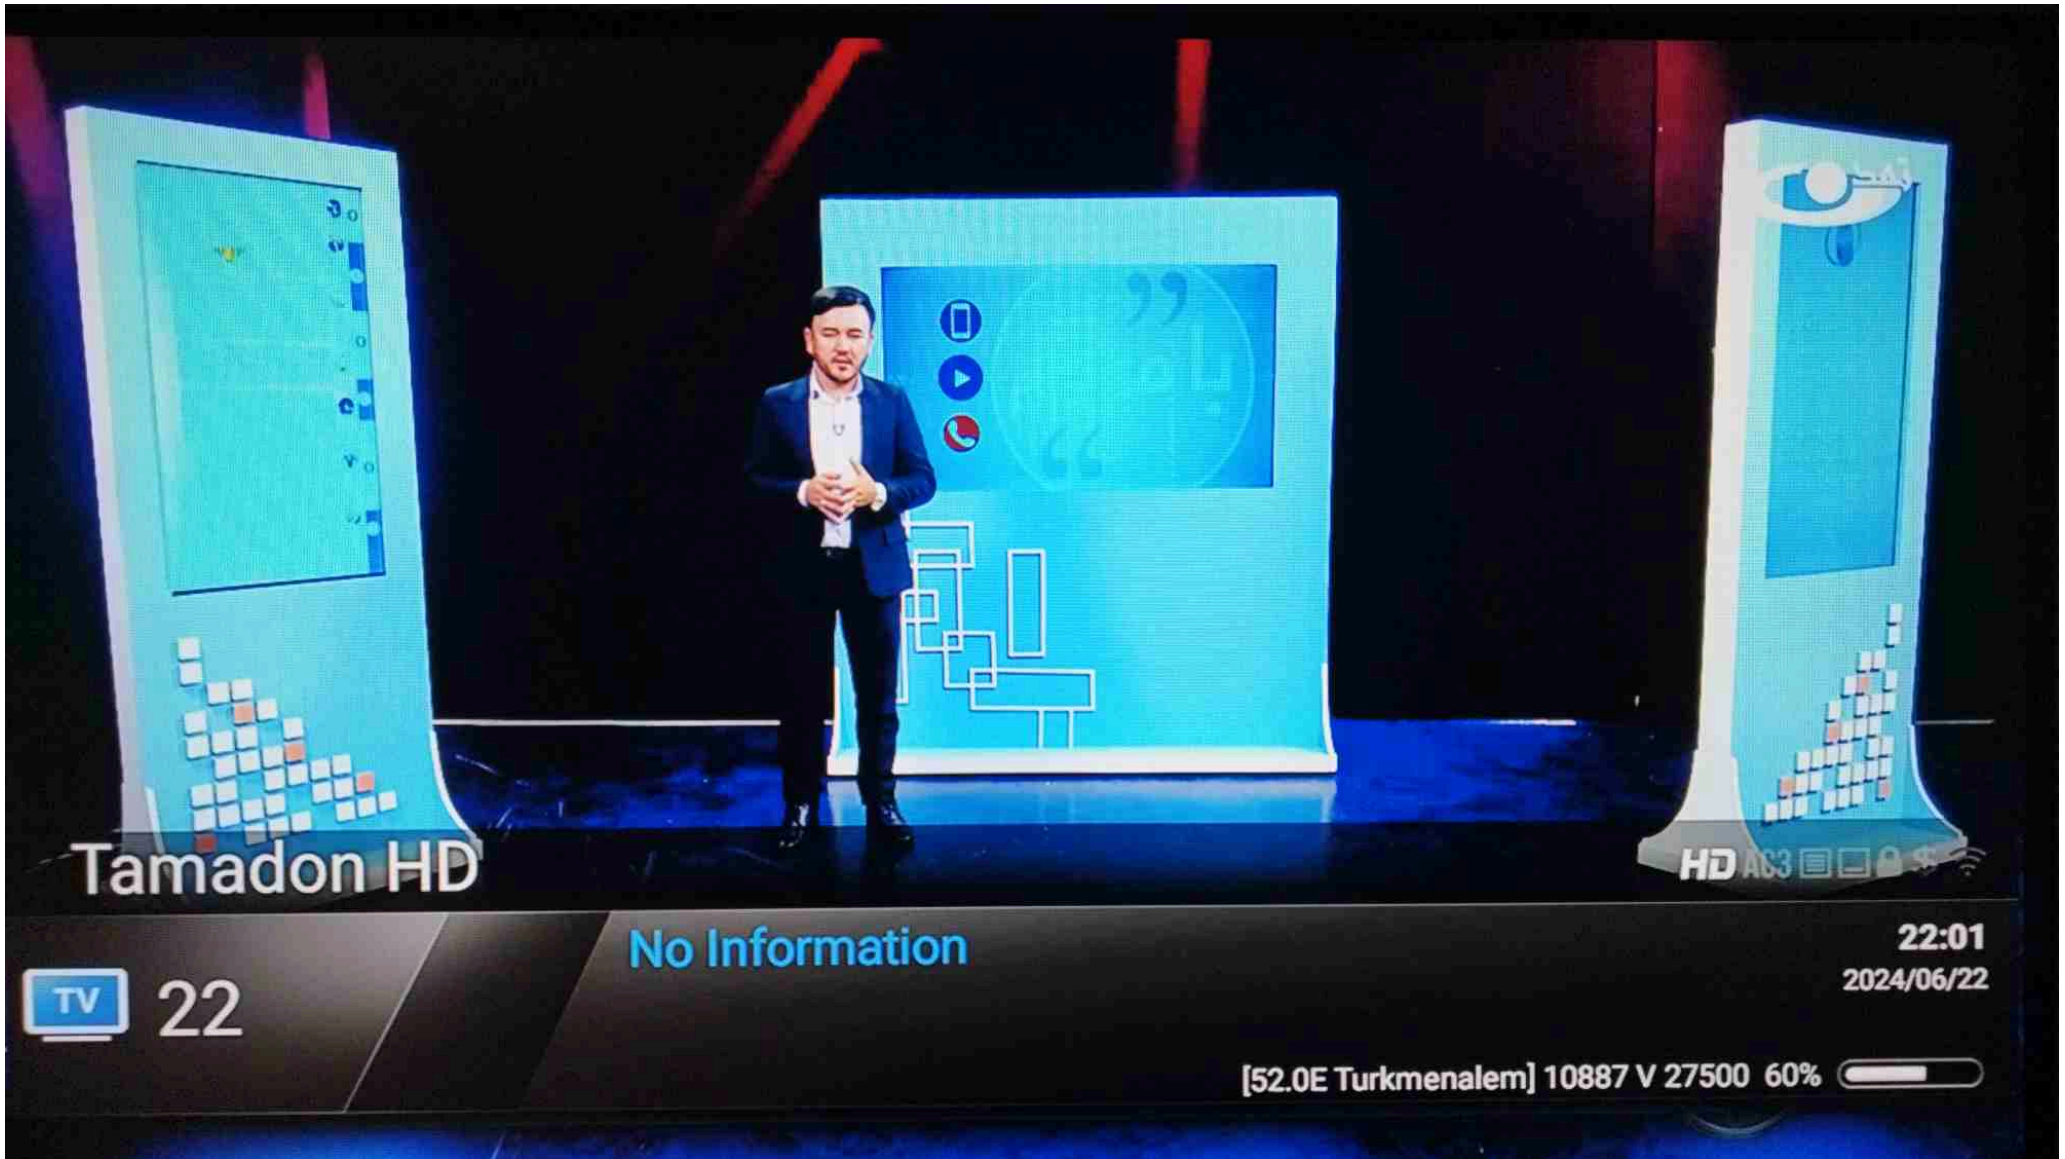 تمدن
Tamadon HD
HD AC3 $
No Information
22:01
TV 22
2024/06/22
[52.0E Turkmenalem] 10887 V 27500 60%